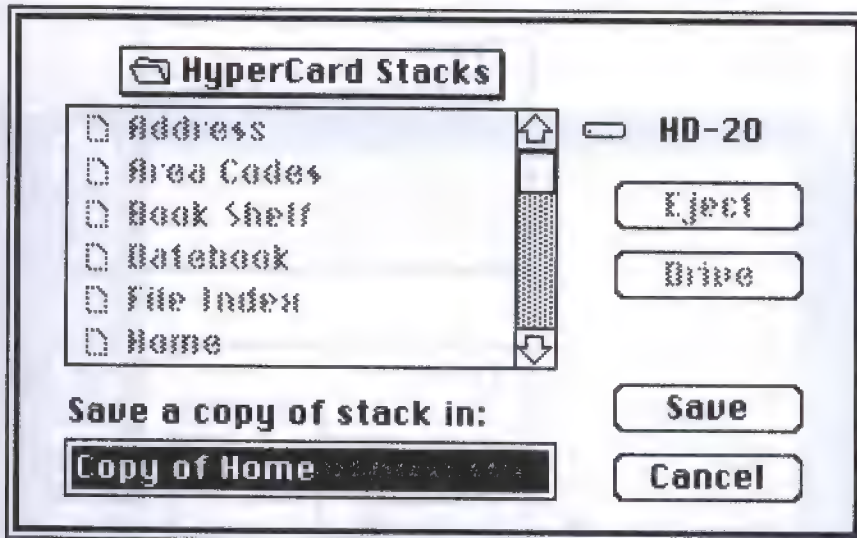 HyperCard Stacks
Address
Area Codes
Book Shelf
Datebook
File Index
Home
HD-20
Eject
Drive
Save a copy of stack in:
Copy of Home
Save
Cancel